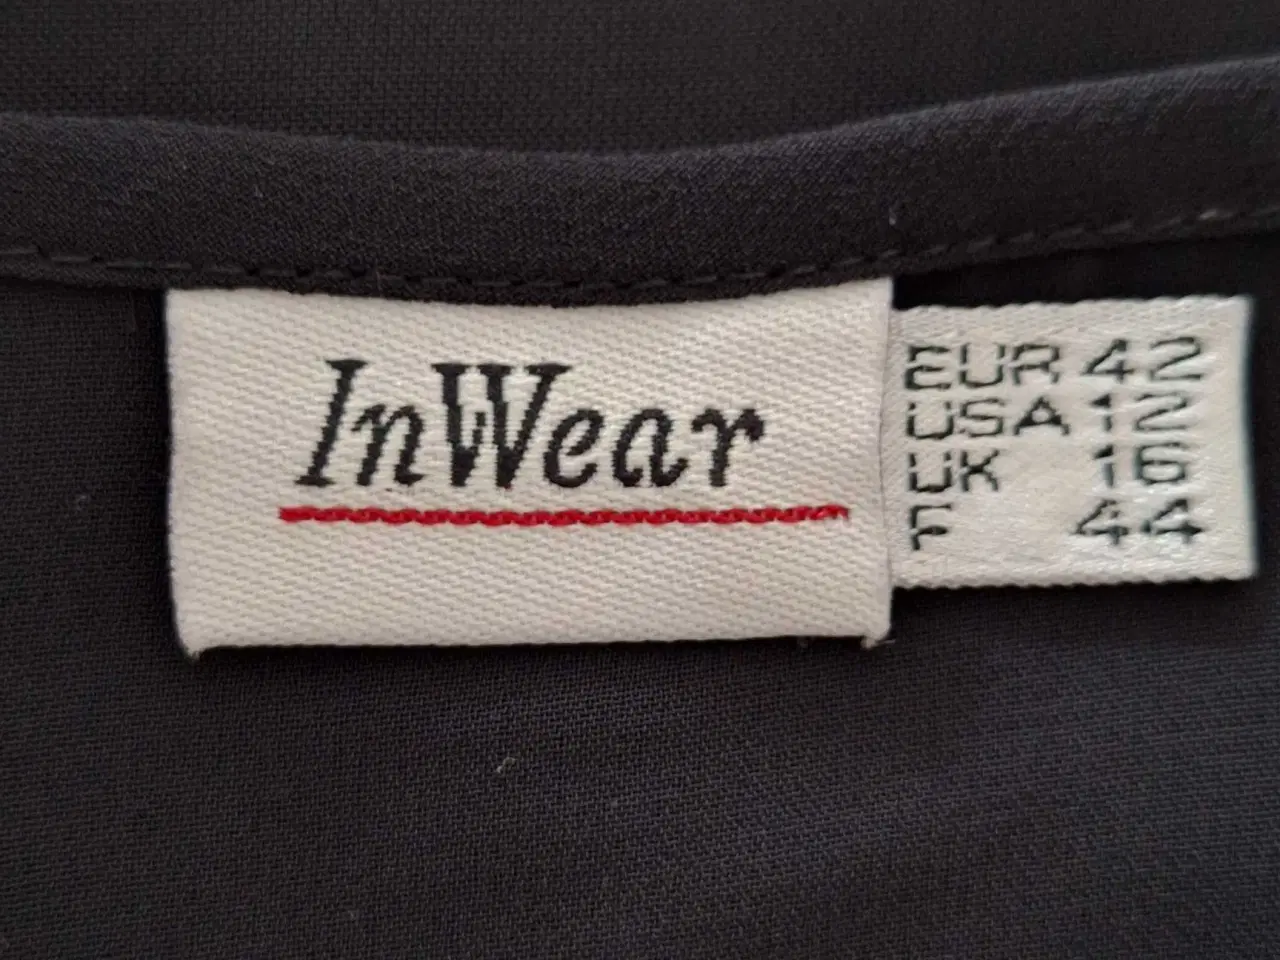 InWear
EUR 42
USA 12
UK 16
F 44